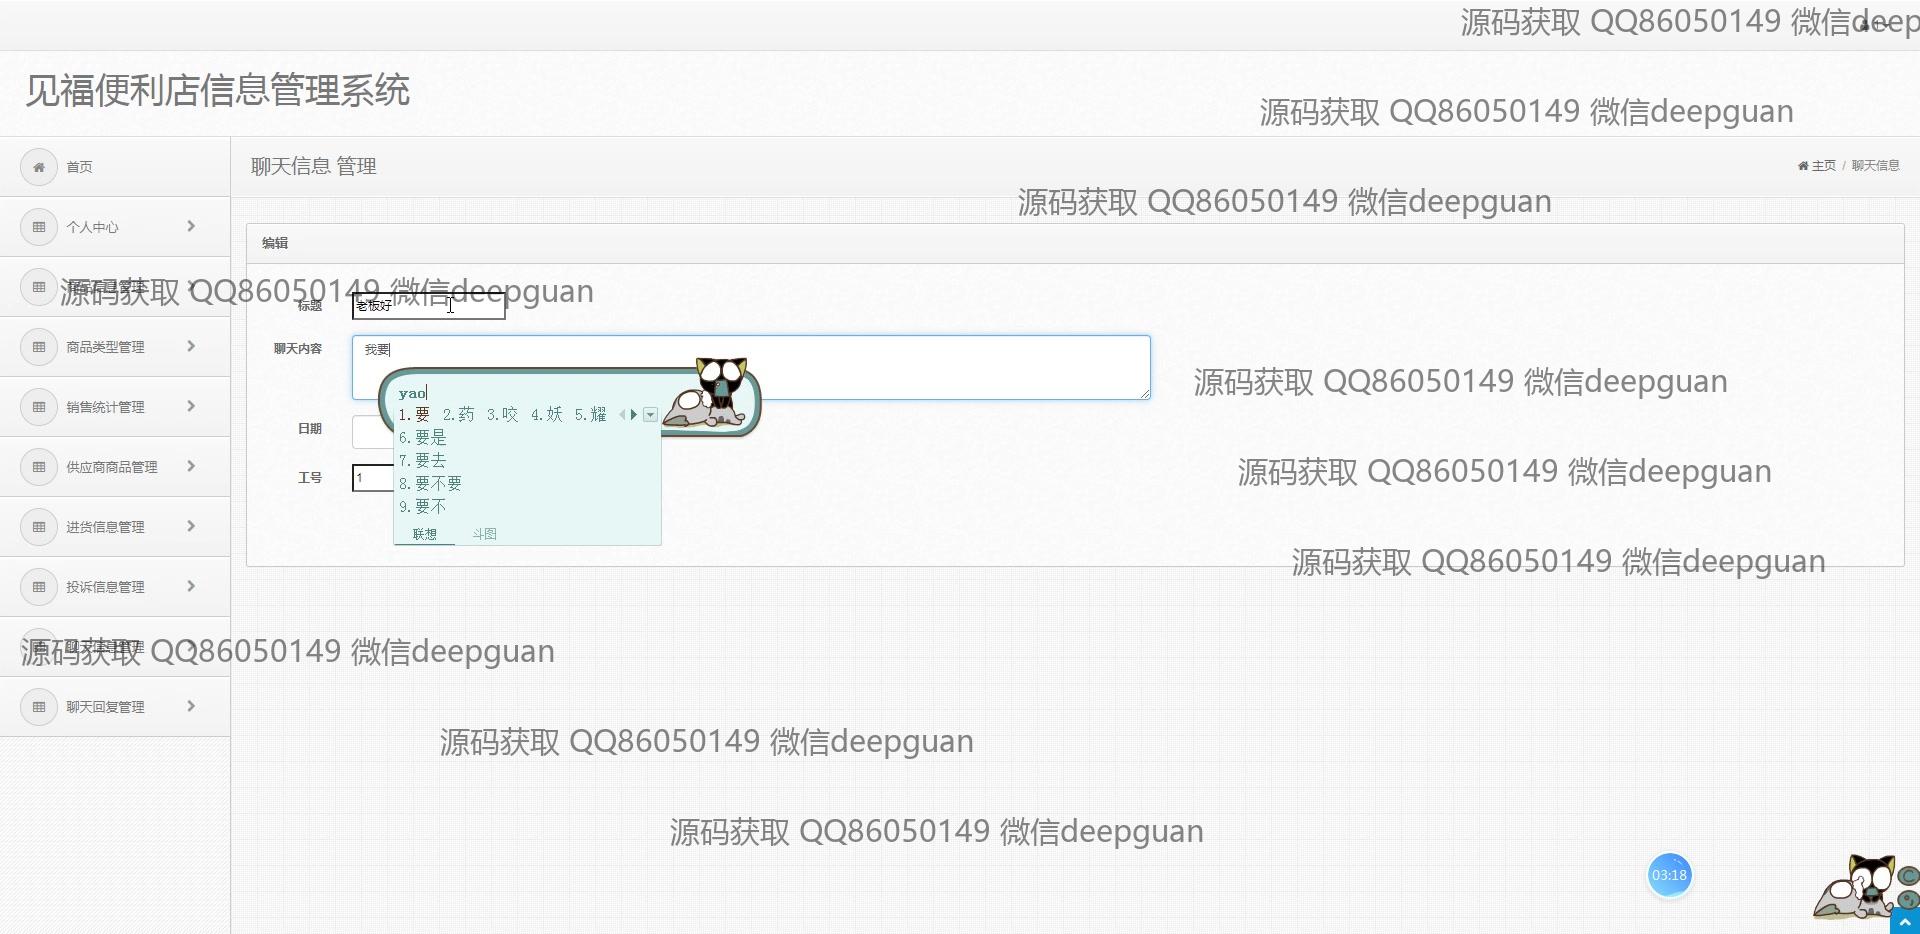 源码获取 QQ86050149 微信deep
见福便利店信息管理系统
源码获取 QQ86050149 微信deepguan
首页
聊天信息 管理
主页 / 聊天信息
源码获取 QQ86050149 微信deepguan
个人中心
编辑
源码获取 QQ86050149 微信deepguan
标题
老板好
商品类型管理
聊天内容
我要
源码获取 QQ86050149 微信deepguan
yao
1.要 2.药 3.咬 4.妖 5.耀
6.要是
7.要去
8.要不要
9.要不
联想 斗图
销售统计管理
日期
供应商商品管理
工号
1
源码获取 QQ86050149 微信deepguan
进货信息管理
源码获取 QQ86050149 微信deepguan
投诉信息管理
聊天信息管理
源码获取 QQ86050149 微信deepguan
聊天回复管理
源码获取 QQ86050149 微信deepguan
源码获取 QQ86050149 微信deepguan
03:18